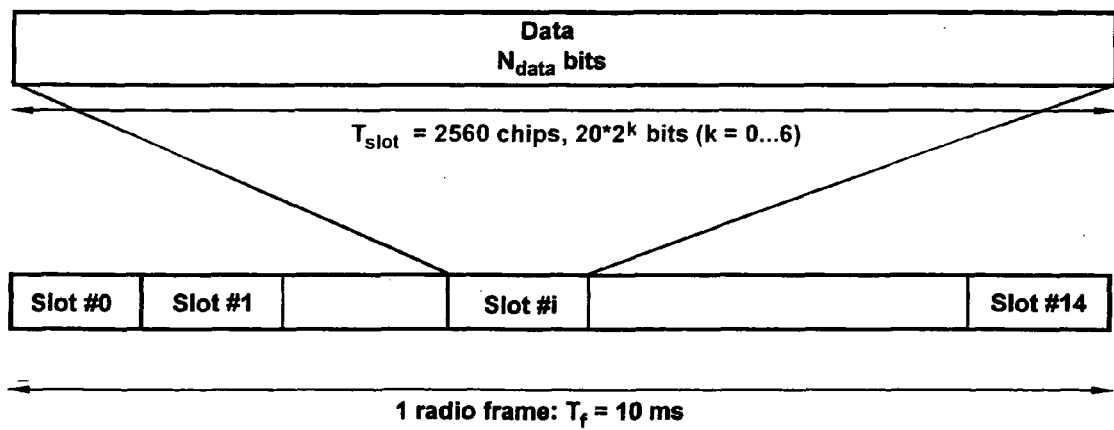 Data
N_data bits
T_slot = 2560 chips, 20*2^k bits (k = 0...6)
Slot #0 Slot #1 Slot #i Slot #14
1 radio frame: T_f = 10 ms